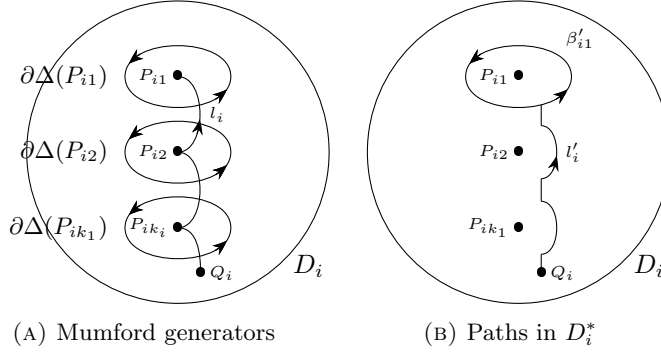 ∂Δ(P_{i1}) P_{i1} l_i
∂Δ(P_{i2}) P_{i2}
∂Δ(P_{ik_1}) P_{ik_i}
Q_i D_i
(A) Mumford generators
β'_{i1}
P_{i1}
P_{i2} l'_i
P_{ik_1}
Q_i D_i
(B) Paths in D_i^*